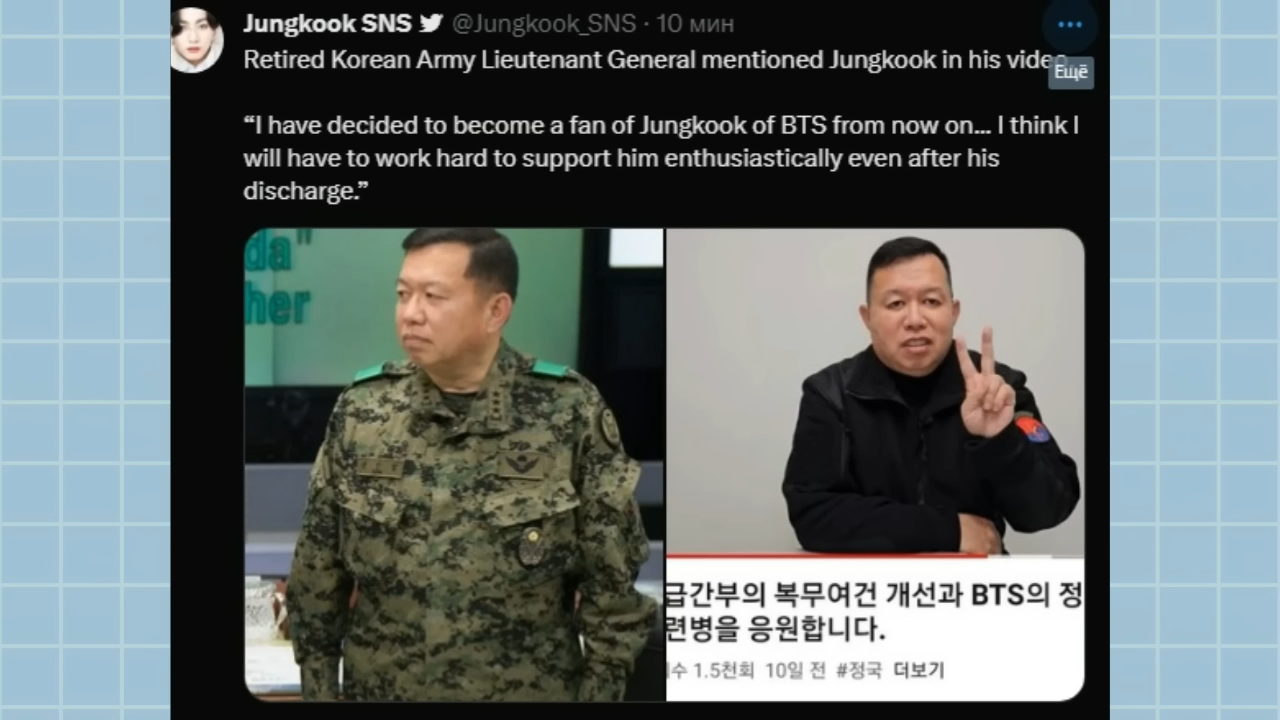 Jungkook SNS @Jungkook_SNS · 10 мин
Retired Korean Army Lieutenant General mentioned Jungkook in his video.
Ещё
“I have decided to become a fan of Jungkook of BTS from now on... I think I
will have to work hard to support him enthusiastically even after his
discharge.”
da"
her
급간부의 복무여건 개선과 BTS의 정
련병을 응원합니다.
수 1.5천회 10일 전 #정국 더보기